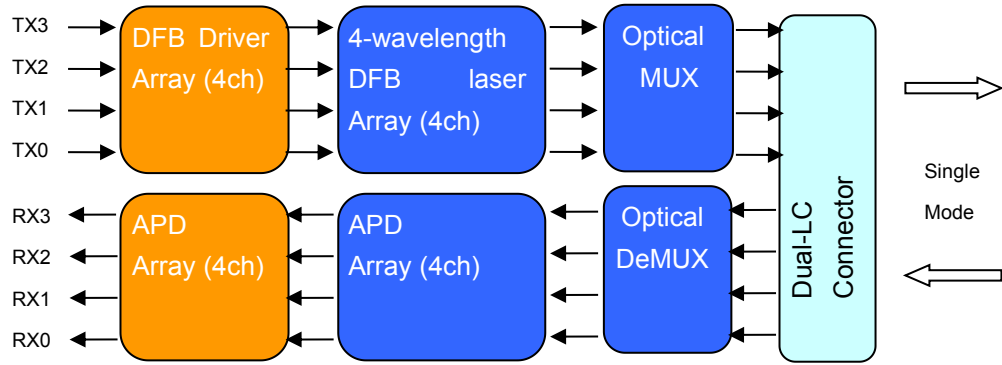 TX3
TX2
TX1
TX0
DFB Driver
Array (4ch)
4-wavelength
DFB laser
Array (4ch)
Optical
MUX
RX3
RX2
RX1
RX0
APD
Array (4ch)
APD
Array (4ch)
Optical
DeMUX
Dual-LC
Connector
Single
Mode